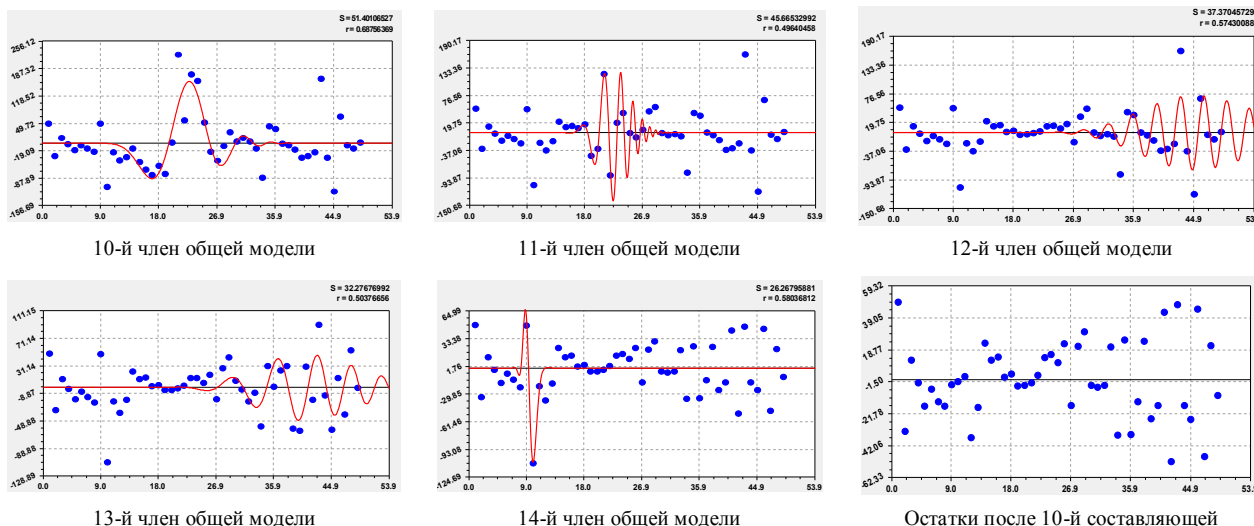 S = 51.40106527
r = 0.68756369
256.12
187.32
118.52
49.72
-19.09
-87.89
-156.69
0.0 9.0 18.0 26.9 35.9 44.9 53.9
10-й член общей модели
S = 45.66532992
r = 0.49640458
190.17
133.36
76.56
19.75
-37.06
-93.87
-150.68
0.0 9.0 18.0 26.9 35.9 44.9 53.9
11-й член общей модели
S = 37.37045729
r = 0.57430088
190.17
133.36
76.56
19.75
-37.06
-93.87
-150.68
0.0 9.0 18.0 26.9 35.9 44.9 53.9
12-й член общей модели
S = 32.27676992
r = 0.50376656
111.15
71.14
31.14
-8.87
-48.88
-88.88
-128.89
0.0 9.0 18.0 26.9 35.9 44.9 53.9
13-й член общей модели
S = 26.26795881
r = 0.58036812
64.99
33.38
1.76
-29.85
-61.46
-93.08
-124.69
0.0 9.0 18.0 26.9 35.9 44.9 53.9
14-й член общей модели
59.32
39.05
18.77
-1.50
-21.78
-42.06
-62.33
0.0 9.0 18.0 26.9 35.9 44.9 53.9
Остатки после 10-й составляющей